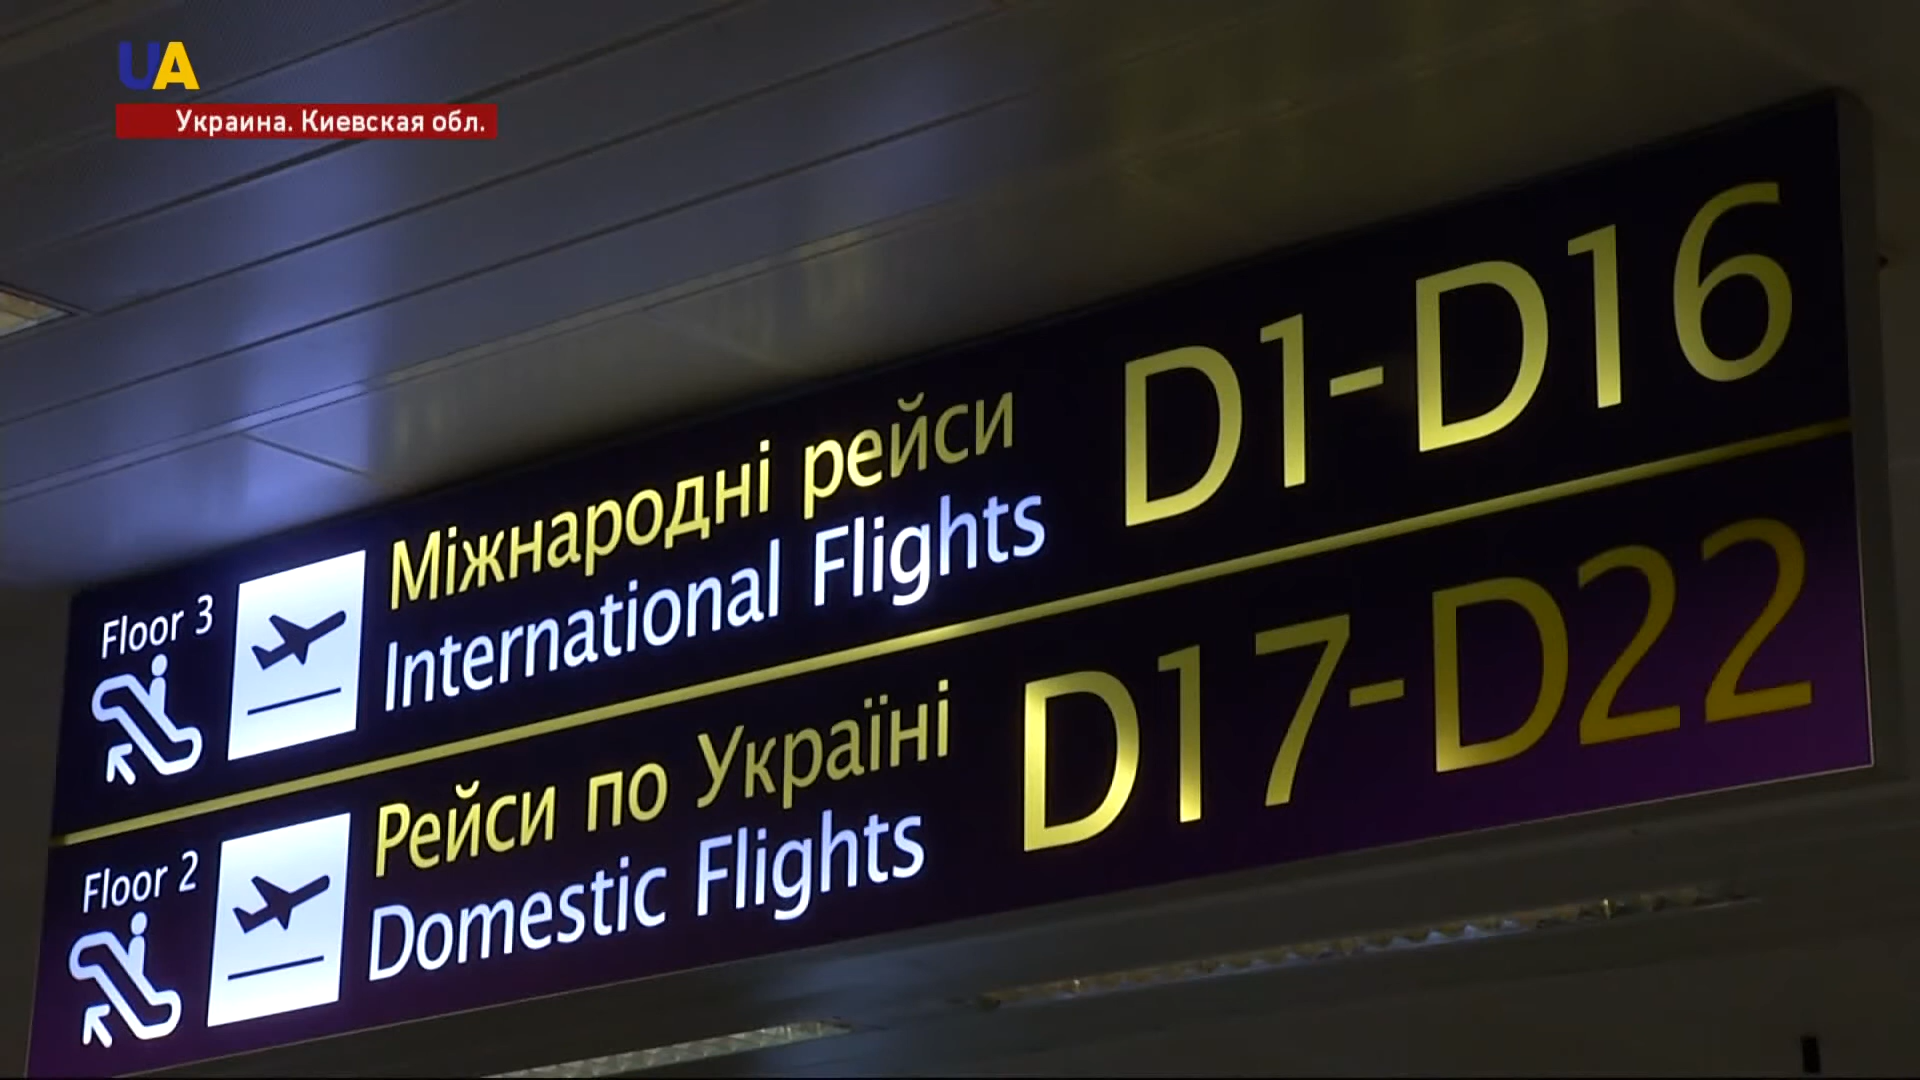 UA
Украина. Киевская обл.
Floor 3
Міжнародні рейси
International Flights
D1-D16
Floor 2
Рейси по Україні
Domestic Flights
D17-D22